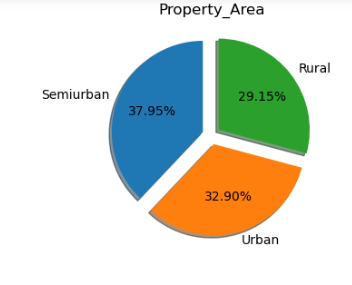 Property_Area
Rural
Semiurban
29.15%
37.95%
32.90%
Urban